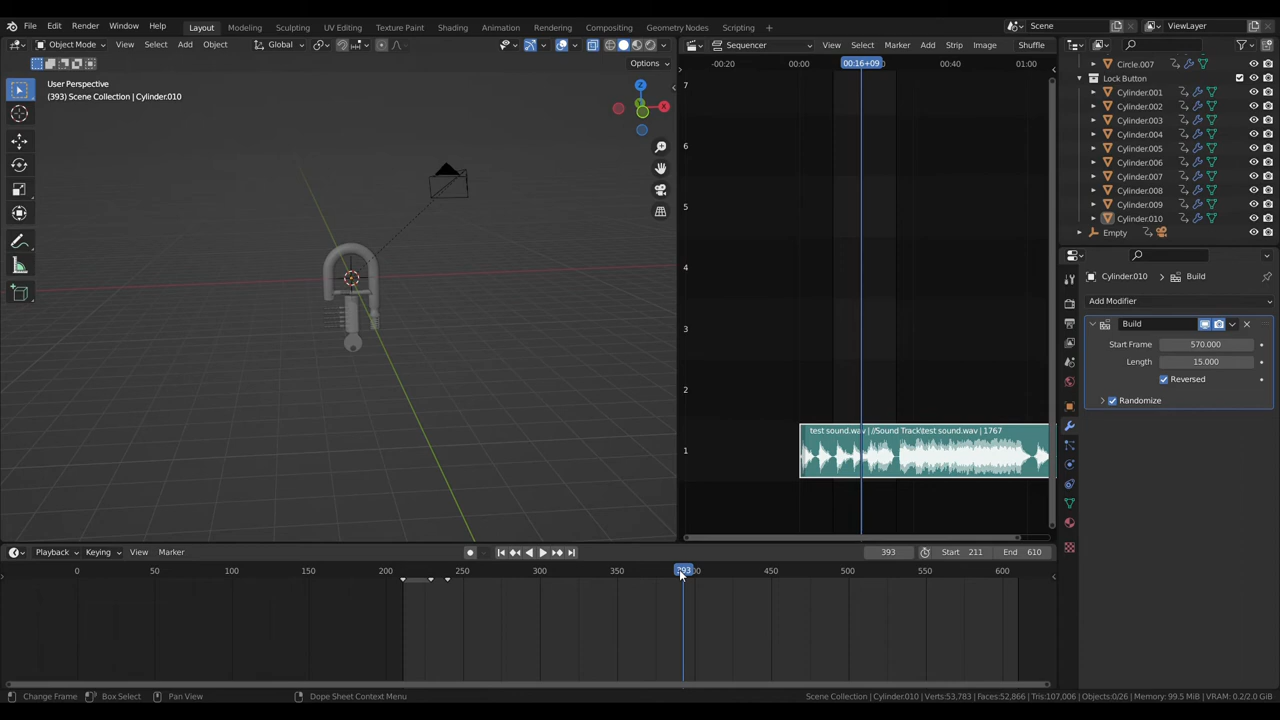 File Edit Render Window Help Layout Modeling Sculpting UV Editing Texture Paint Shading Animation Rendering Compositing Geometry Nodes Scripting + Scene ViewLayer
Object Mode View Select Add Object Global Sequencer View Select Marker Add Strip Image Shuffle
Options
User Perspective
(393) Scene Collection | Cylinder.010
Z
X
-00:20 00:00 00:16+09 00:40 01:00
7
6
5
4
3
2
1
test sound.wav | //Sound Track\test sound.wav | 1767
Circle.007
Lock Button
Cylinder.001
Cylinder.002
Cylinder.003
Cylinder.004
Cylinder.005
Cylinder.006
Cylinder.007
Cylinder.008
Cylinder.009
Cylinder.010
Empty
Cylinder.010 > Build
Add Modifier
Build
Start Frame 570.000
Length 15.000
Reversed
Randomize
Playback Keying View Marker 393 Start 211 End 610
0 50 100 150 200 250 300 350 393 450 500 550 600
Change Frame Box Select Pan View Dope Sheet Context Menu Scene Collection | Cylinder.010 | Verts:53,783 | Faces:52,866 | Tris:107,006 | Objects:0/26 | Memory: 99.5 MiB | VRAM: 0.2/2.0 GiB